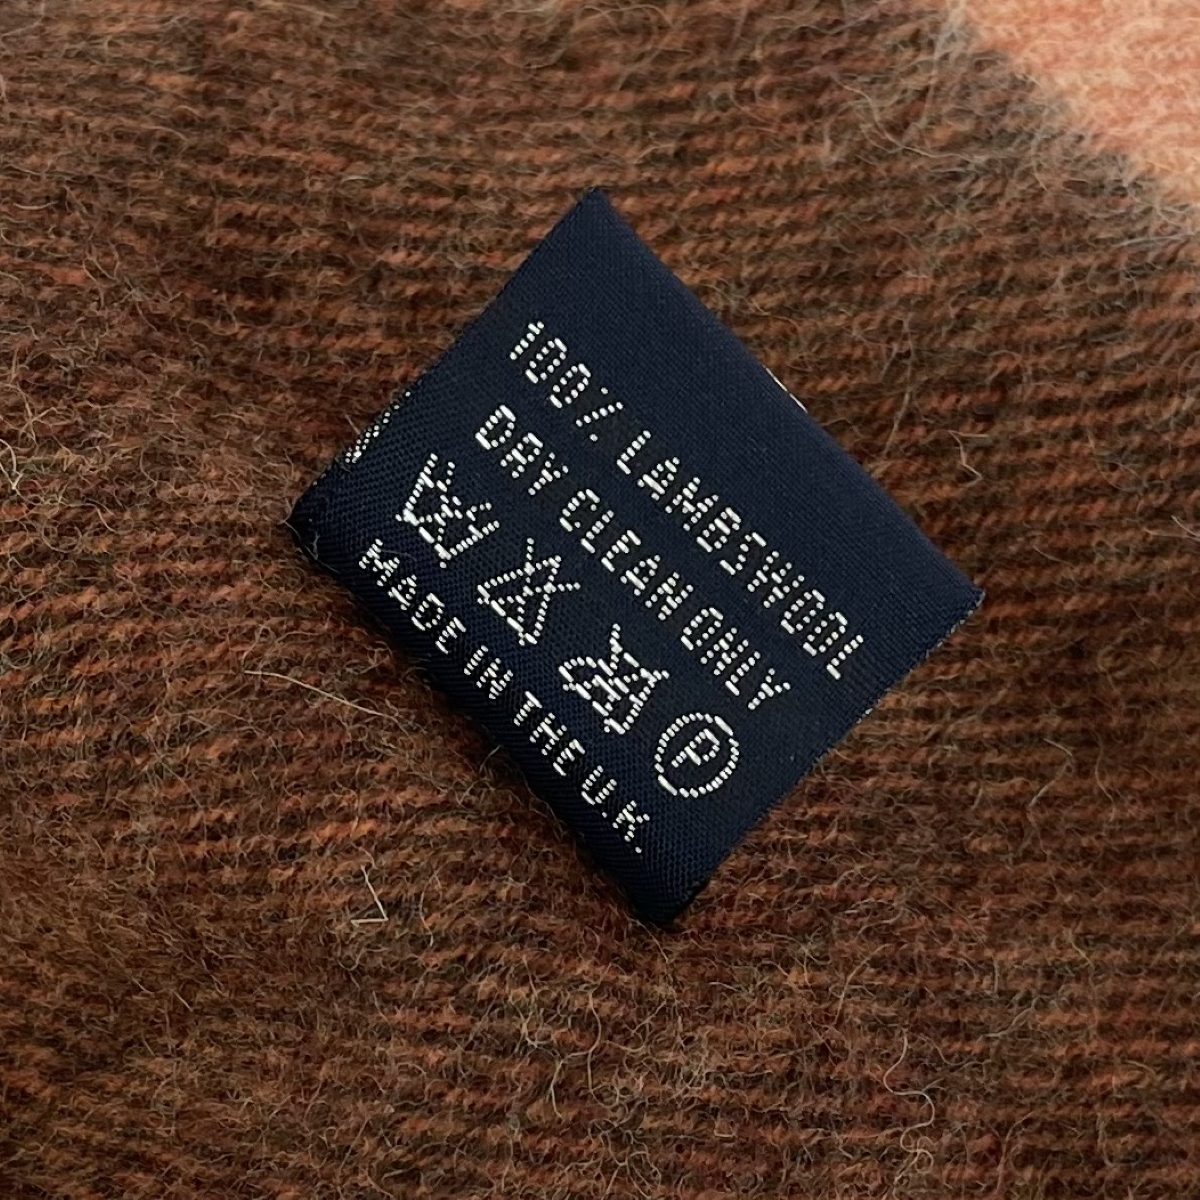 100% LAMBSWOOL
DRY CLEAN ONLY
P
MADE IN THE U.K.